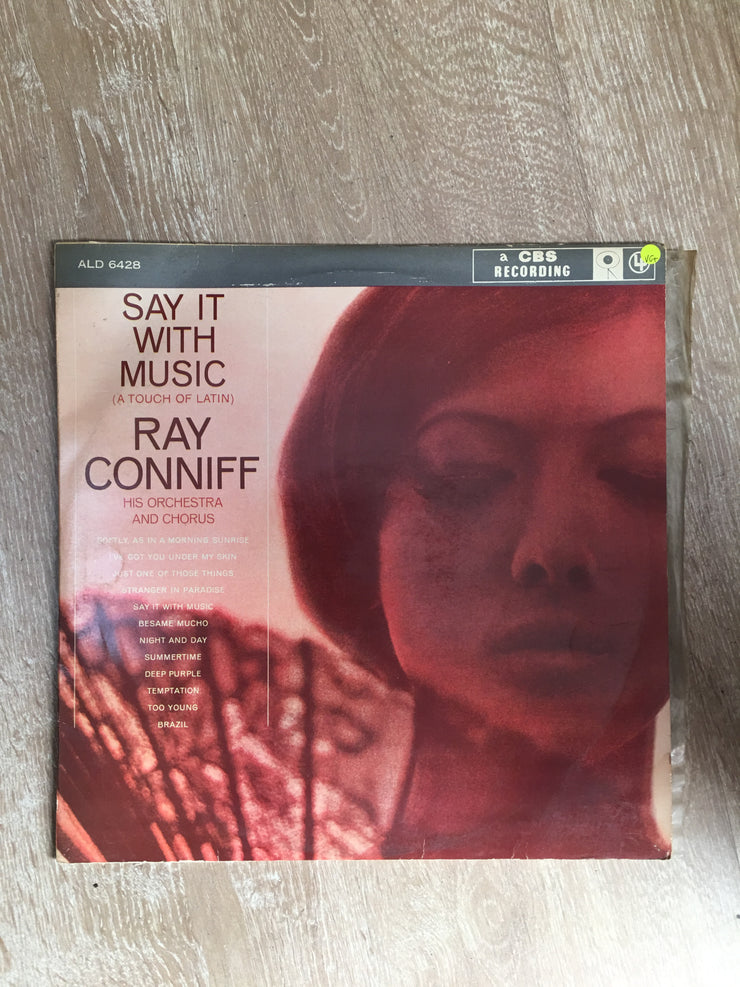 ALD 6428
a CBS
RECORDING
VG+
SAY IT
WITH
MUSIC
(A TOUCH OF LATIN)
RAY
CONNIFF
HIS ORCHESTRA
AND CHORUS
SOFTLY, AS IN A MORNING SUNRISE
I'VE GOT YOU UNDER MY SKIN
JUST ONE OF THOSE THINGS
STRANGER IN PARADISE
SAY IT WITH MUSIC
BESAME MUCHO
NIGHT AND DAY
SUMMERTIME
DEEP PURPLE
TEMPTATION
TOO YOUNG
BRAZIL